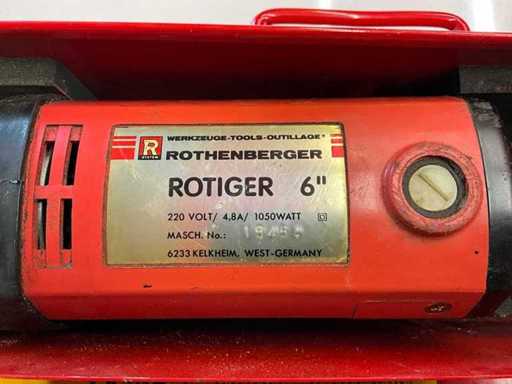 WERKZEUGE-TOOLS-OUTILLAGE
R ROTHENBERGER
SYSTEM
ROTIGER 6"
220 VOLT/ 4,8A/ 1050WATT
MASCH. No.:
6233 KELKHEIM, WEST-GERMANY